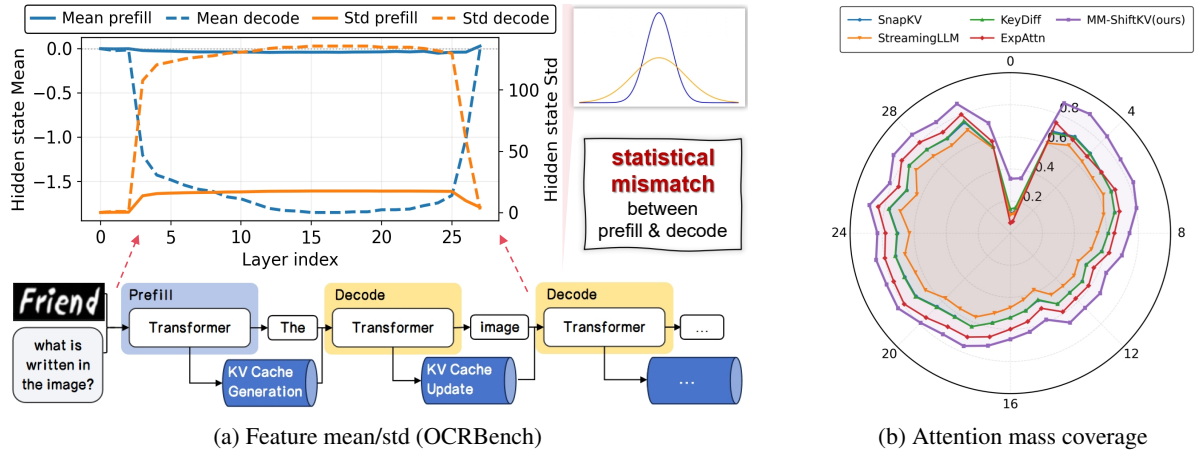 Mean prefill Mean decode Std prefill Std decode
0.0
−0.5
−1.0
−1.5
Hidden state Mean
100
50
0
Hidden state Std
0 5 10 15 20 25
Layer index
statistical
mismatch
between
prefill & decode
Friend
what is
written in
the image?
Prefill
Transformer
The
KV Cache
Generation
Decode
Transformer
image
KV Cache
Update
Decode
Transformer
...
...
(a) Feature mean/std (OCRBench)
SnapKV KeyDiff MM-ShiftKV(ours)
StreamingLLM ExpAttn
0
4
8
12
16
20
24
28
0.8
0.6
0.4
0.2
(b) Attention mass coverage